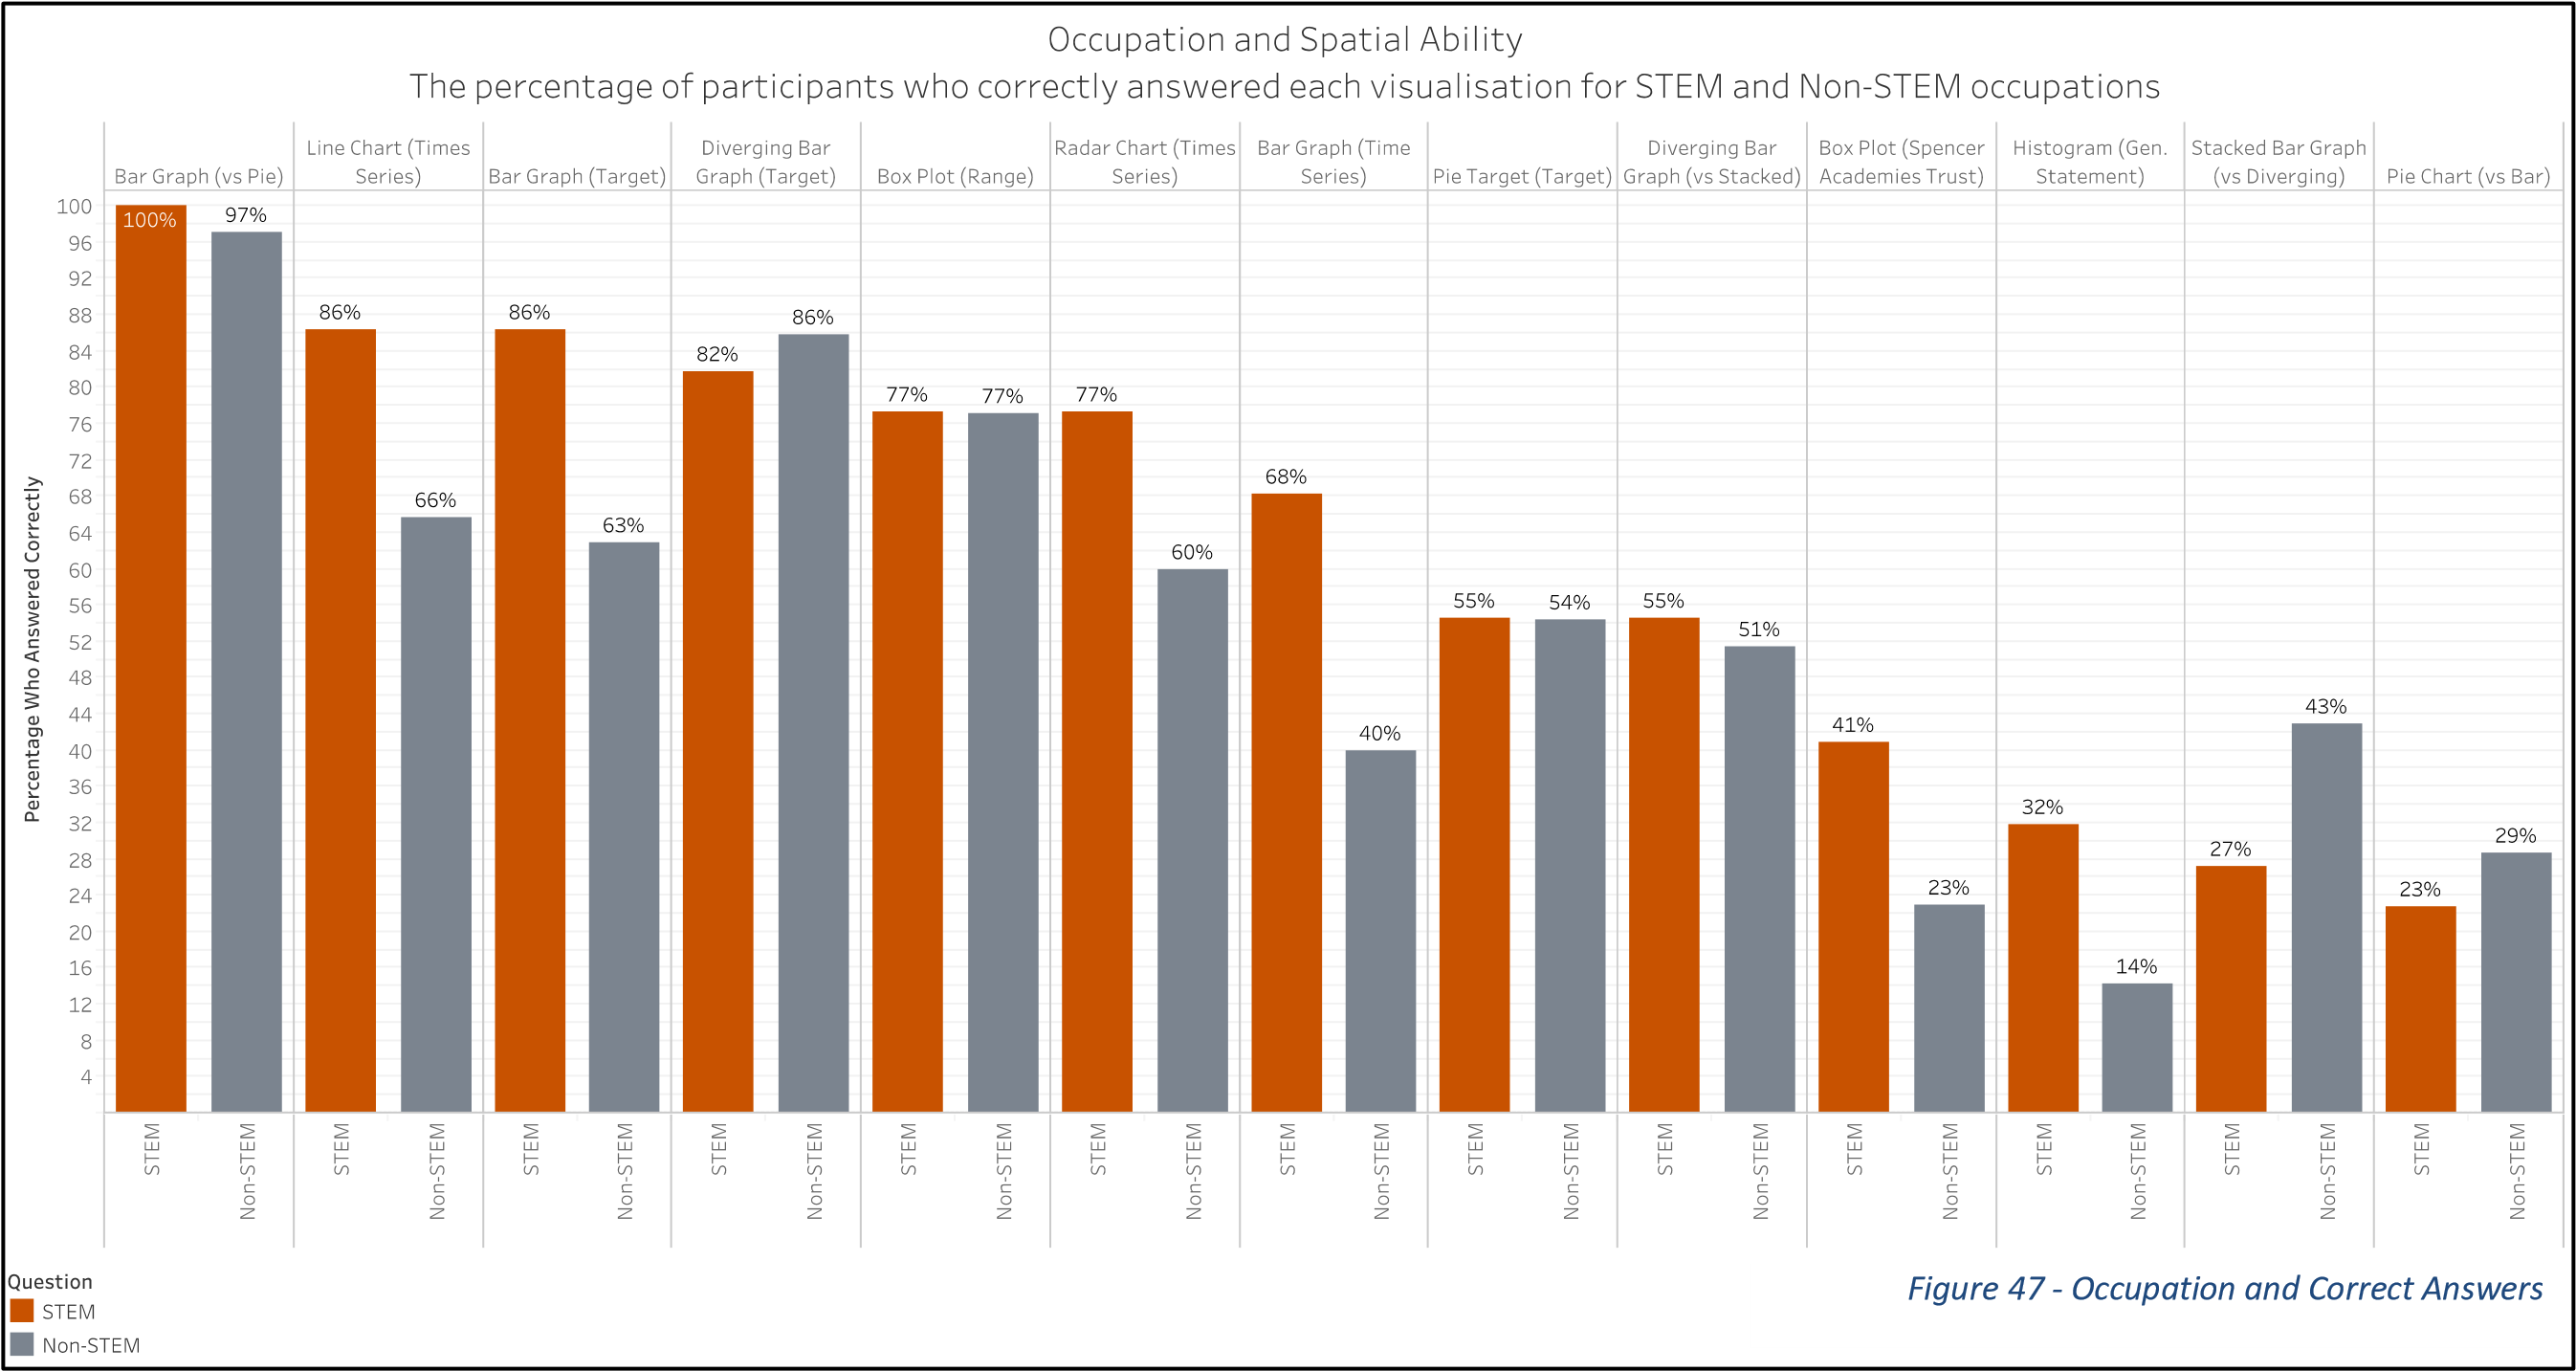 Occupation and Spatial Ability
The percentage of participants who correctly answered each visualisation for STEM and Non-STEM occupations
Bar Graph (vs Pie)
Line Chart (Times
Series)
Bar Graph (Target)
Diverging Bar
Graph (Target)
Box Plot (Range)
Radar Chart (Times
Series)
Bar Graph (Time
Series)
Pie Target (Target)
Diverging Bar
Graph (vs Stacked)
Box Plot (Spencer
Academies Trust)
Histogram (Gen.
Statement)
Stacked Bar Graph
(vs Diverging)
Pie Chart (vs Bar)
Percentage Who Answered Correctly
100
96
92
88
84
80
76
72
68
64
60
56
52
48
44
40
36
32
28
24
20
16
12
8
4
100%
97%
86%
66%
86%
63%
82%
86%
77%
77%
77%
60%
68%
40%
55%
54%
55%
51%
41%
23%
32%
14%
27%
43%
23%
29%
STEM
Non-STEM
STEM
Non-STEM
STEM
Non-STEM
STEM
Non-STEM
STEM
Non-STEM
STEM
Non-STEM
STEM
Non-STEM
STEM
Non-STEM
STEM
Non-STEM
STEM
Non-STEM
STEM
Non-STEM
STEM
Non-STEM
STEM
Non-STEM
Question
STEM
Non-STEM
Figure 47 - Occupation and Correct Answers